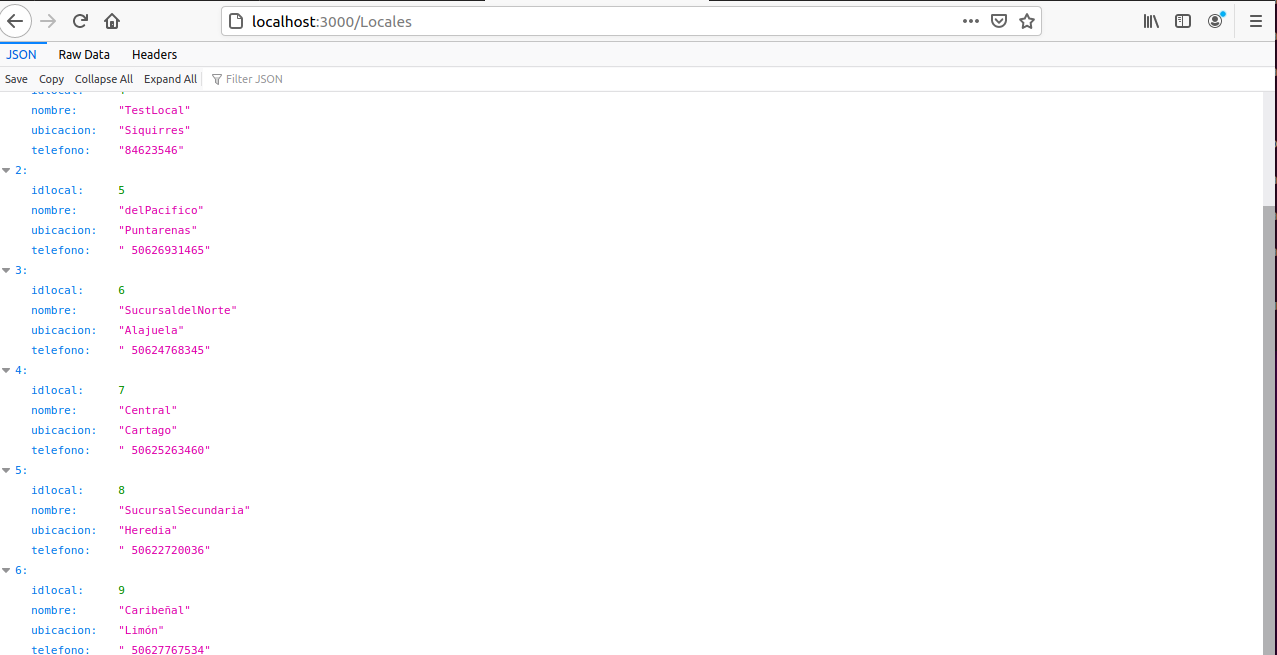 localhost:3000/Locales
JSON Raw Data Headers
Save Copy Collapse All Expand All Filter JSON
nombre: "TestLocal"
ubicacion: "Siquirres"
telefono: "84623546"
2:
idlocal: 5
nombre: "delPacifico"
ubicacion: "Puntarenas"
telefono: " 50626931465"
3:
idlocal: 6
nombre: "SucursaldelNorte"
ubicacion: "Alajuela"
telefono: " 50624768345"
4:
idlocal: 7
nombre: "Central"
ubicacion: "Cartago"
telefono: " 50625263460"
5:
idlocal: 8
nombre: "SucursalSecundaria"
ubicacion: "Heredia"
telefono: " 50622720036"
6:
idlocal: 9
nombre: "Caribeñal"
ubicacion: "Limón"
telefono: " 50627767534"